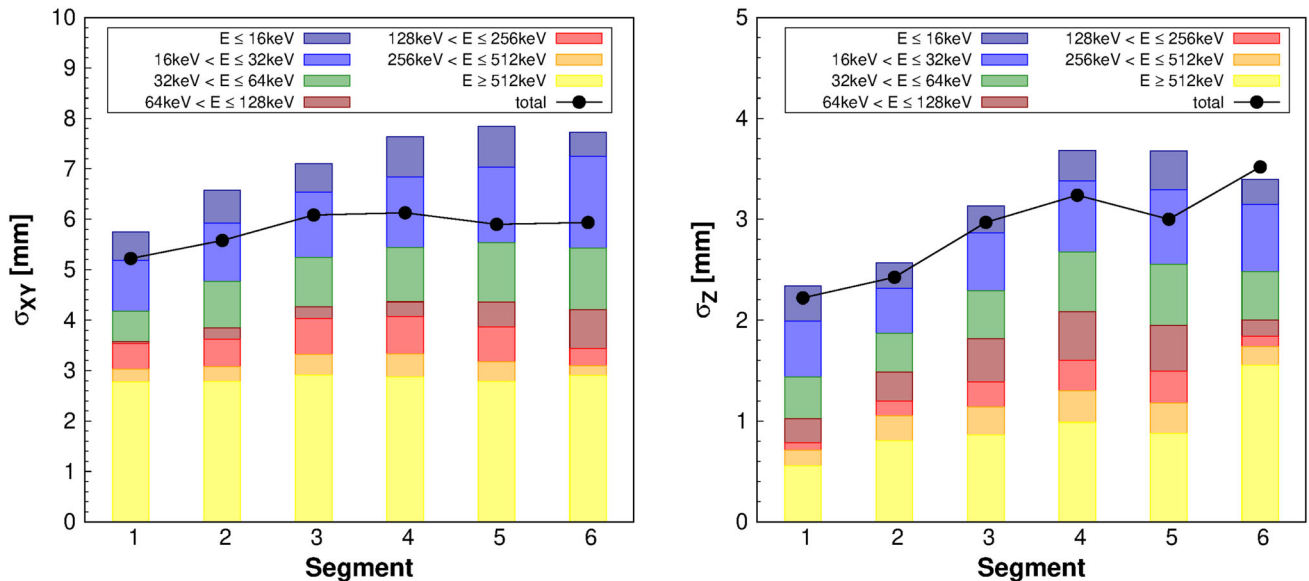 10
9
8
7
6
5
4
3
2
1
0
σXY [mm]
E ≤ 16keV
16keV < E ≤ 32keV
32keV < E ≤ 64keV
64keV < E ≤ 128keV
128keV < E ≤ 256keV
256keV < E ≤ 512keV
E ≥ 512keV
total
1 2 3 4 5 6
Segment
5
4
3
2
1
0
σZ [mm]
E ≤ 16keV
16keV < E ≤ 32keV
32keV < E ≤ 64keV
64keV < E ≤ 128keV
128keV < E ≤ 256keV
256keV < E ≤ 512keV
E ≥ 512keV
total
1 2 3 4 5 6
Segment